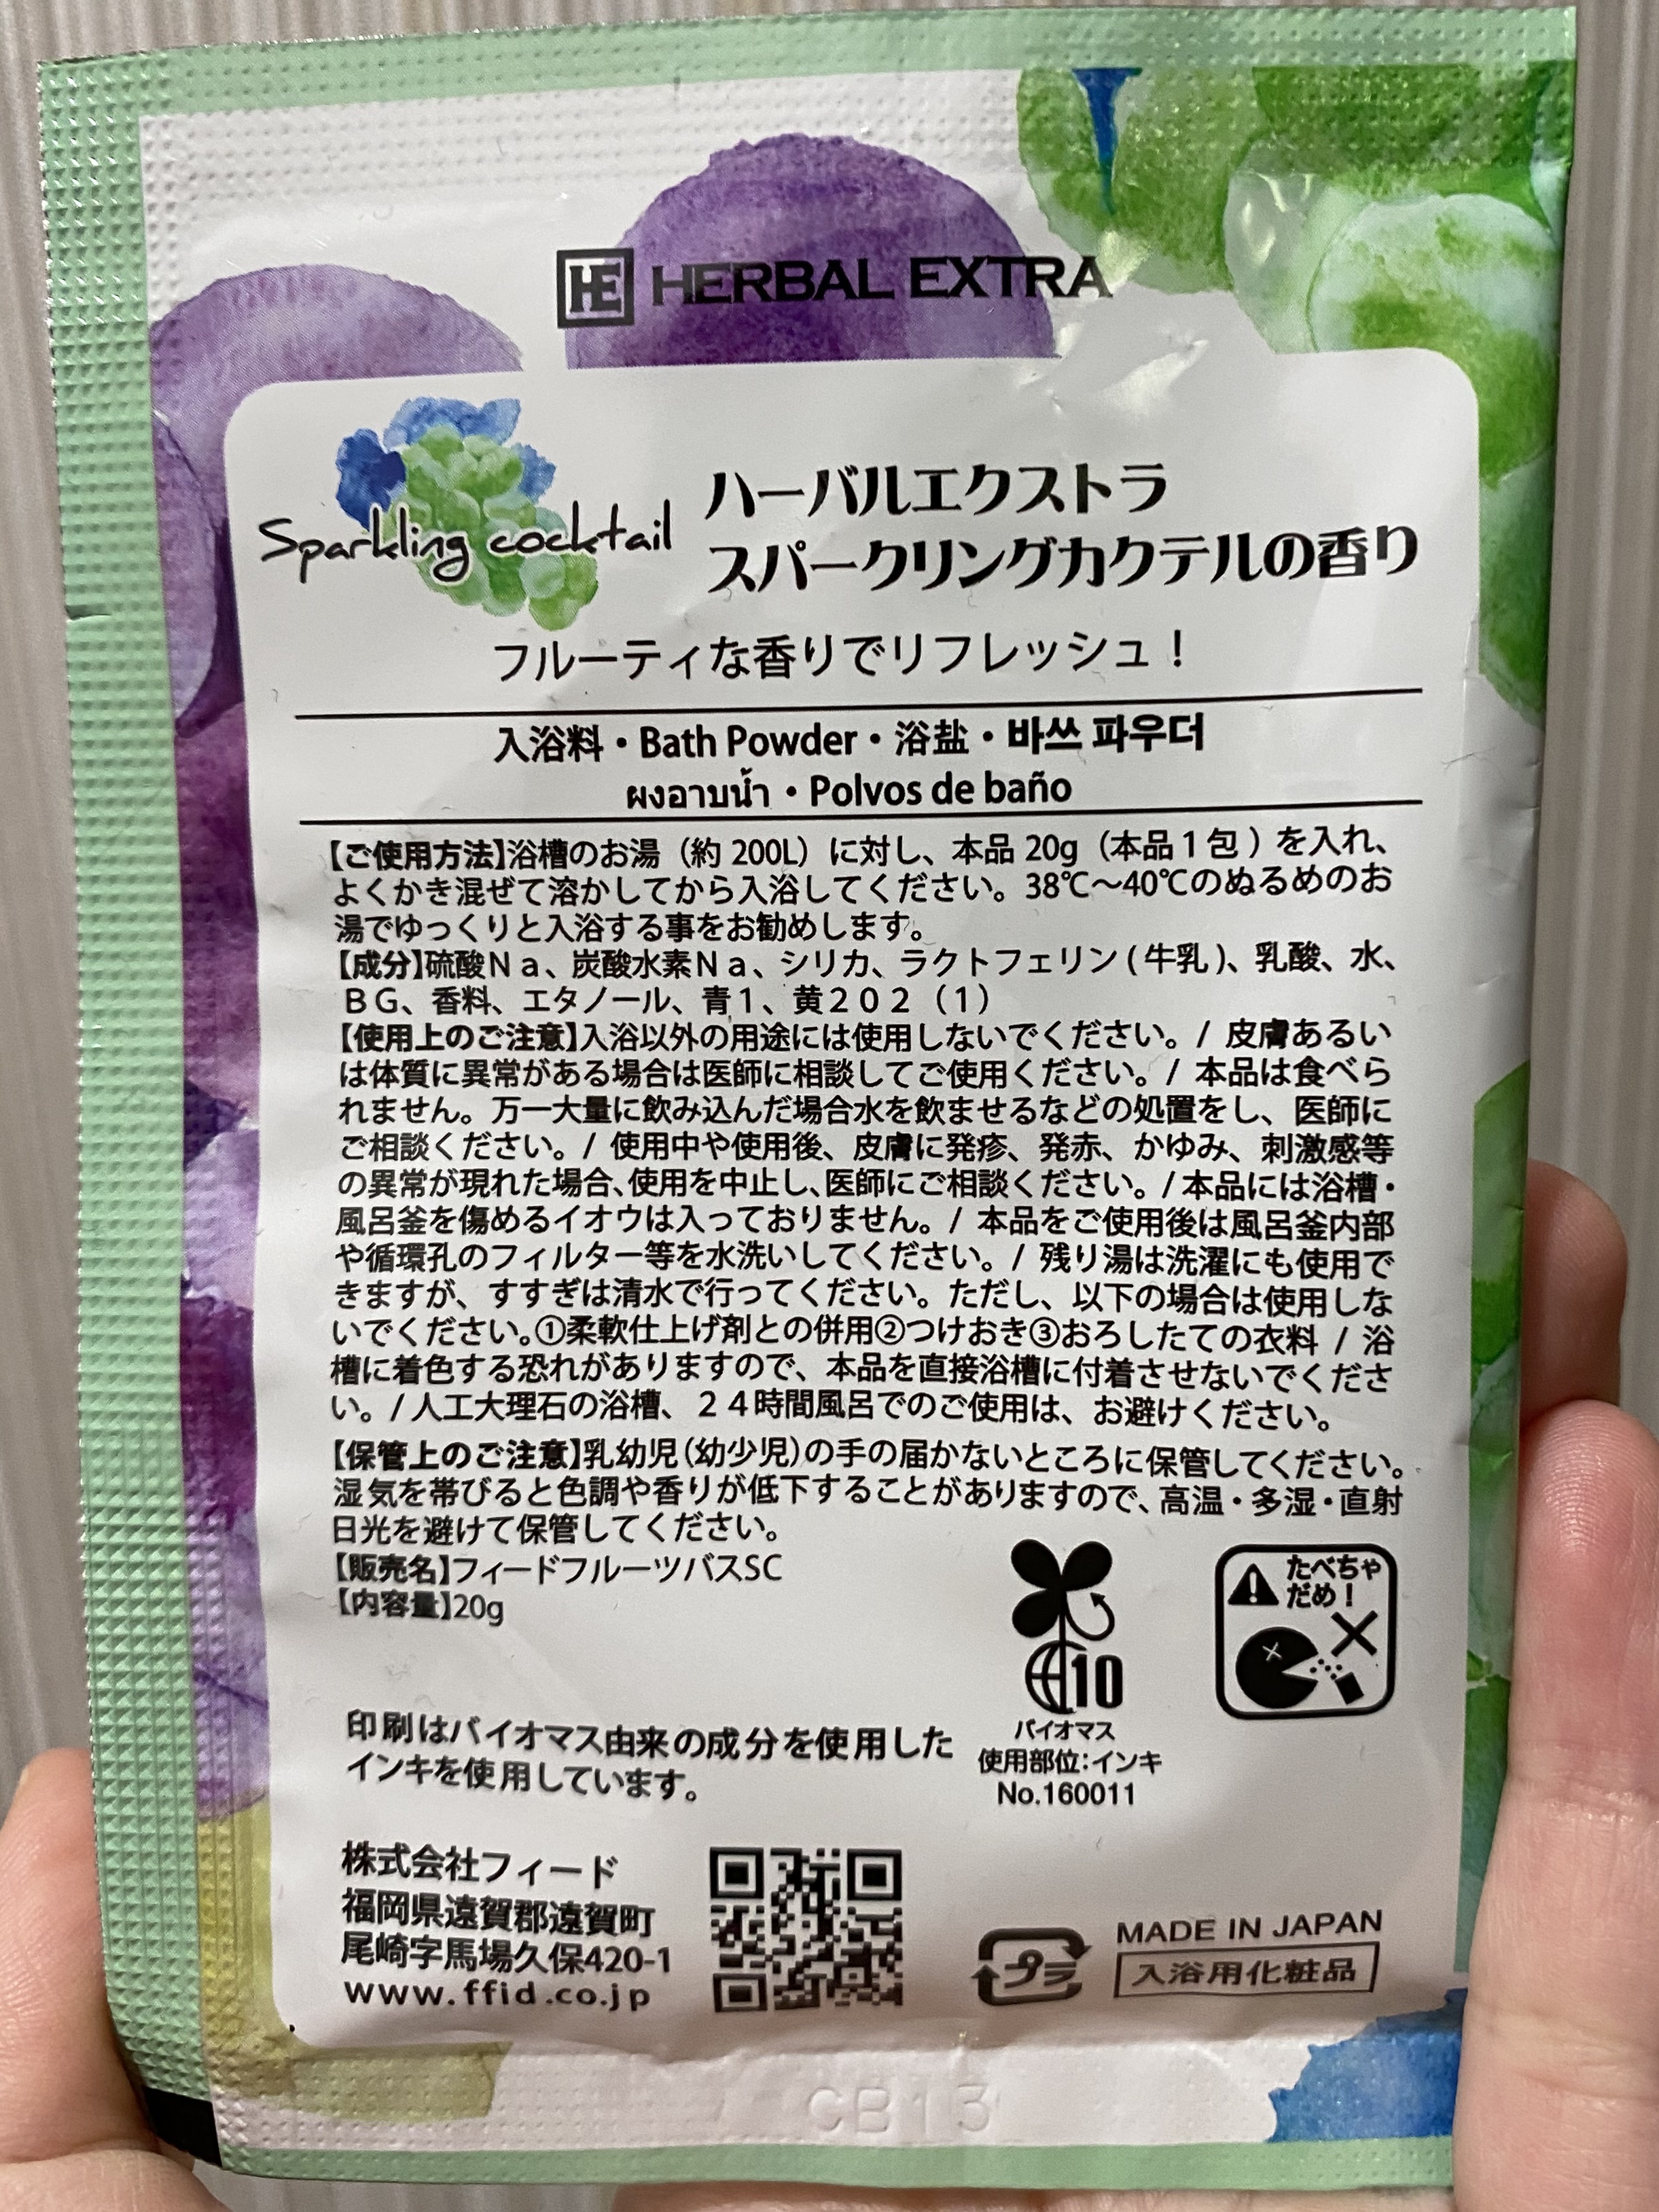 HE HERBAL EXTRA
Sparkling cocktail
ハーバルエクストラ
スパークリングカクテルの香り
フルーティな香りでリフレッシュ！
入浴料・Bath Powder・浴盐・바쓰 파우더
ผงอาบน้ำ・Polvos de baño
【ご使用方法】浴槽のお湯（約 200L）に対し、本品 20g（本品１包）を入れ、
よくかき混ぜて溶かしてから入浴してください。38℃～40℃のぬるめのお
湯でゆっくりと入浴する事をお勧めします。
【成分】硫酸Ｎａ、炭酸水素Ｎａ、シリカ、ラクトフェリン(牛乳)、乳酸、水、
ＢＧ、香料、エタノール、青１、黄２０２（１）
【使用上のご注意】入浴以外の用途には使用しないでください。/ 皮膚あるい
は体質に異常がある場合は医師に相談してご使用ください。/ 本品は食べら
れません。万一大量に飲み込んだ場合水を飲ませるなどの処置をし、医師に
ご相談ください。/ 使用中や使用後、皮膚に発疹、発赤、かゆみ、刺激感等
の異常が現れた場合、使用を中止し、医師にご相談ください。/ 本品には浴槽・
風呂釜を傷めるイオウは入っておりません。/ 本品をご使用後は風呂釜内部
や循環孔のフィルター等を水洗いしてください。/ 残り湯は洗濯にも使用で
きますが、すすぎは清水で行ってください。ただし、以下の場合は使用しな
いでください。①柔軟仕上げ剤との併用②つけおき③おろしたての衣料 / 浴
槽に着色する恐れがありますので、本品を直接浴槽に付着させないでくださ
い。/ 人工大理石の浴槽、２４時間風呂でのご使用は、お避けください。
【保管上のご注意】乳幼児(幼少児)の手の届かないところに保管してください。
湿気を帯びると色調や香りが低下することがありますので、高温・多湿・直射
日光を避けて保管してください。
【販売名】フィードフルーツバスSC
【内容量】20g
たべちゃ
だめ！
10
バイオマス
使用部位：インキ
No.160011
印刷はバイオマス由来の成分を使用した
インキを使用しています。
株式会社フィード
福岡県遠賀郡遠賀町
尾崎字馬場久保420-1
www.ffid.co.jp
プラ
MADE IN JAPAN
入浴用化粧品
CB13